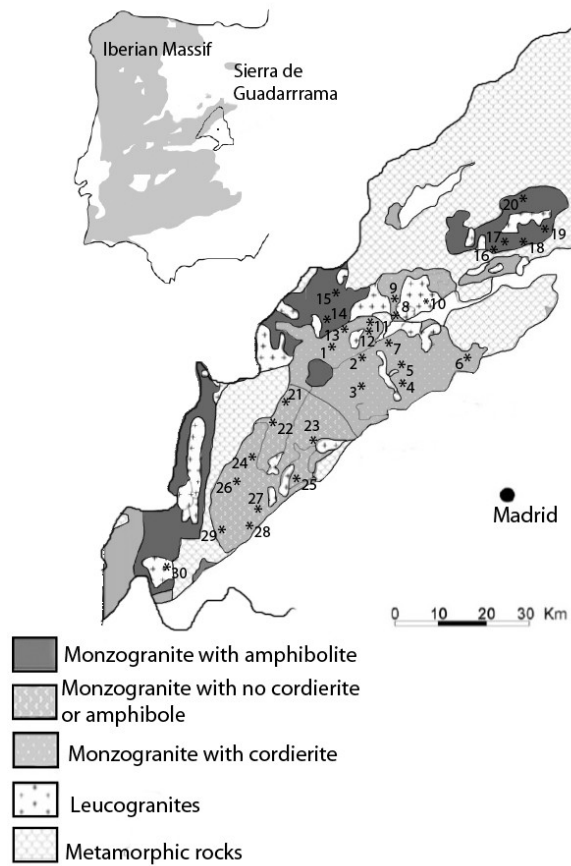 Iberian Massif
Sierra de
Guadarrrama
20
19
17
18
16
15
9
10
8
14
11
13
12
7
1
2
6
5
3
4
21
22
23
24
25
26
27
Madrid
29
28
30
0 10 20 30 Km
Monzogranite with amphibolite
Monzogranite with no cordierite
or amphibole
Monzogranite with cordierite
Leucogranites
Metamorphic rocks